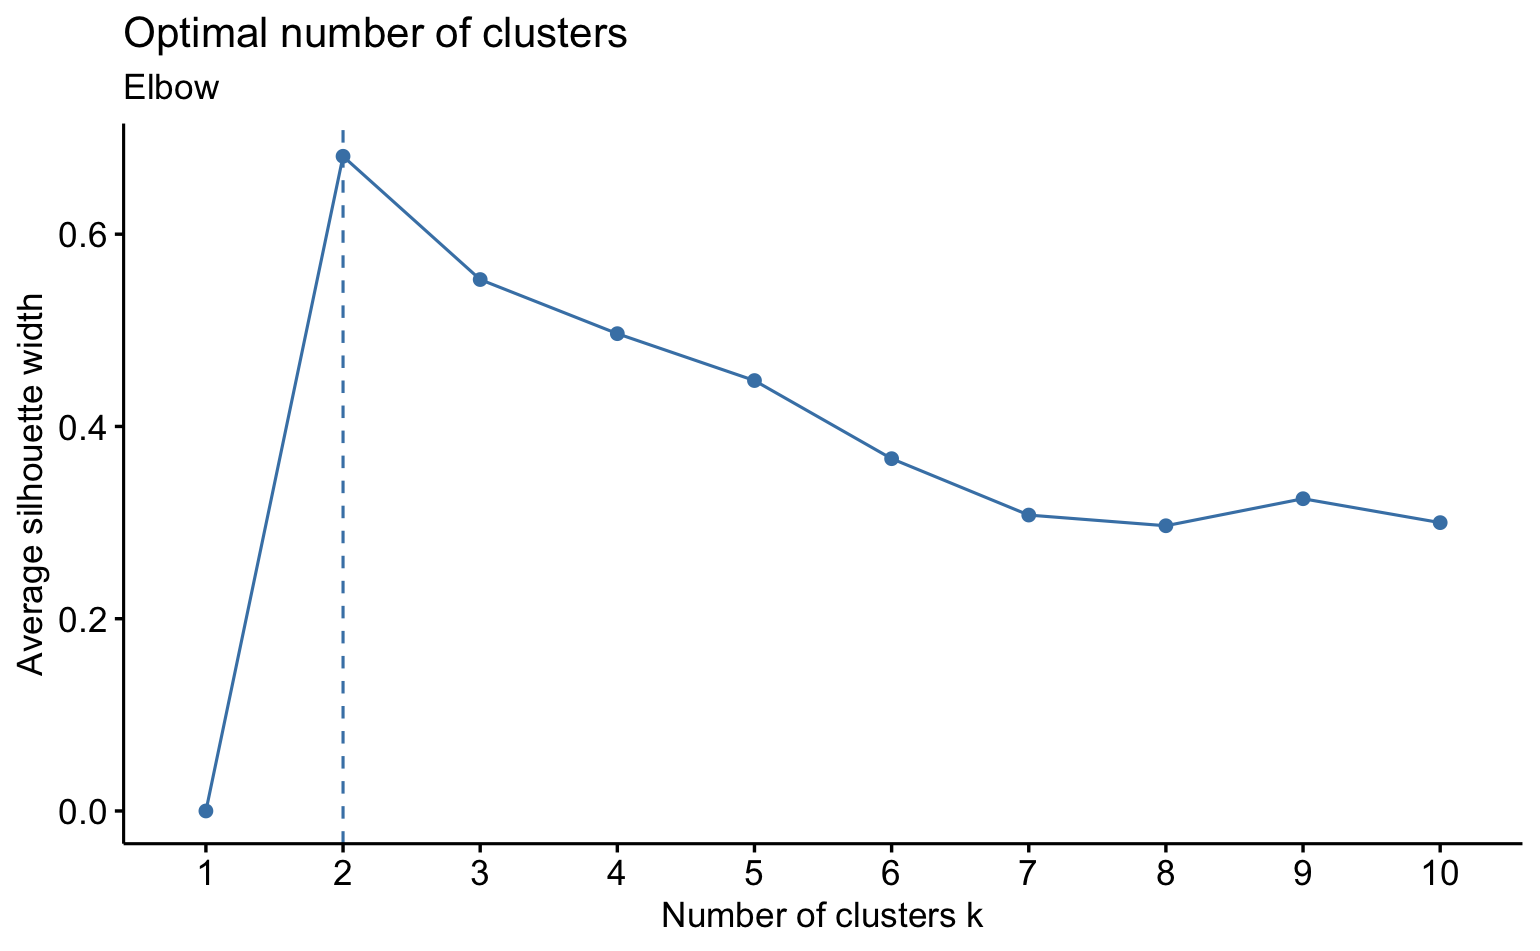 Optimal number of clusters
Elbow
Average silhouette width
0.6
0.4
0.2
0.0
1 2 3 4 5 6 7 8 9 10
Number of clusters k